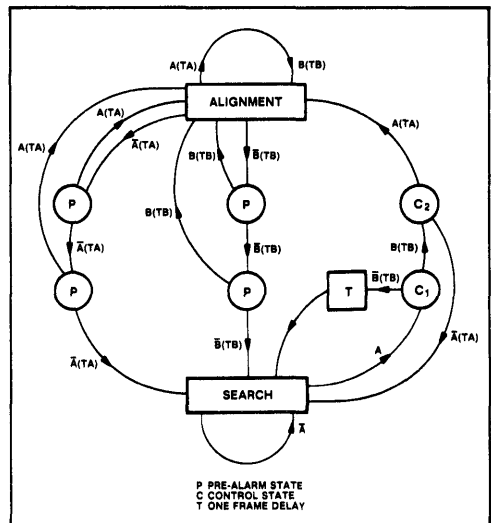 A(TA)
B(TB)
ALIGNMENT
A(TA)
A(TA)
Ā(TA)
B(TB)
B̄(TB)
A(TA)
P
P
C₂
B(TB)
Ā(TA)
B̄(TB)
B(TB)
P
P
T
B̄(TB)
C₁
Ā(TA)
Ā(TA)
B̄(TB)
A
SEARCH
Ā
P PRE-ALARM STATE
C CONTROL STATE
T ONE FRAME DELAY